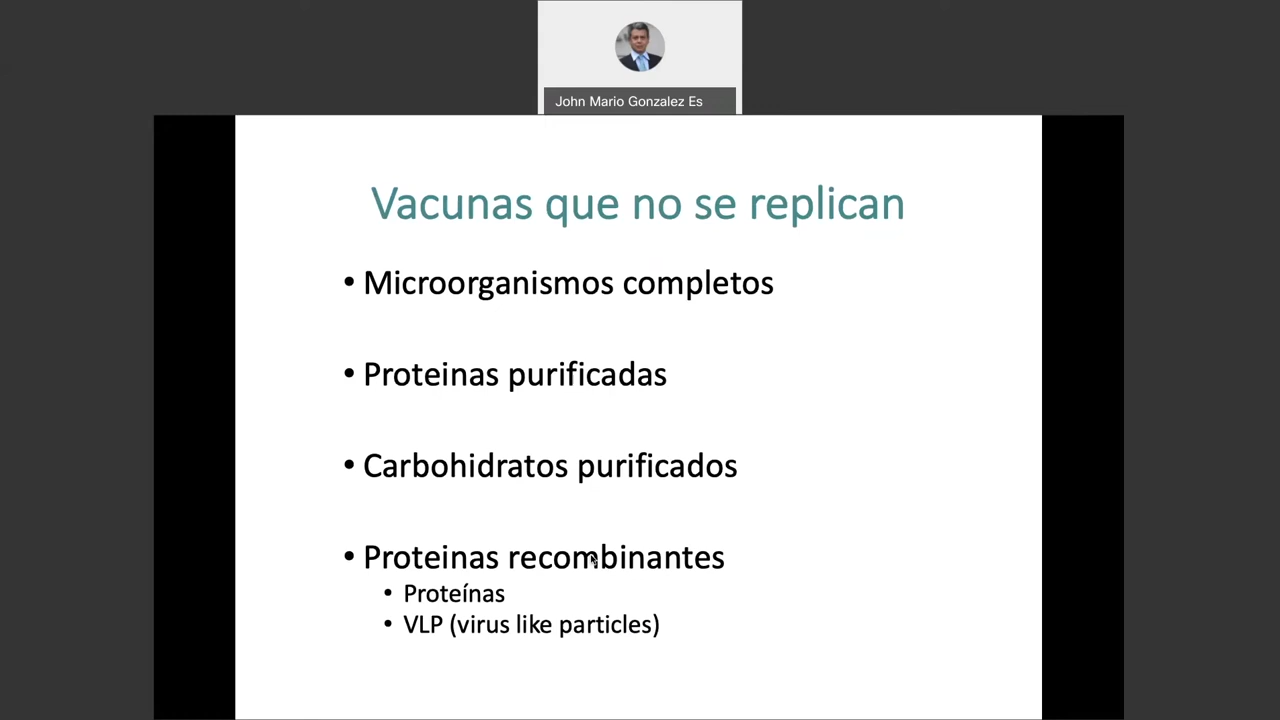 John Mario Gonzalez Es
Vacunas que no se replican
• Microorganismos completos
• Proteinas purificadas
• Carbohidratos purificados
• Proteinas recombinantes
• Proteínas
• VLP (virus like particles)